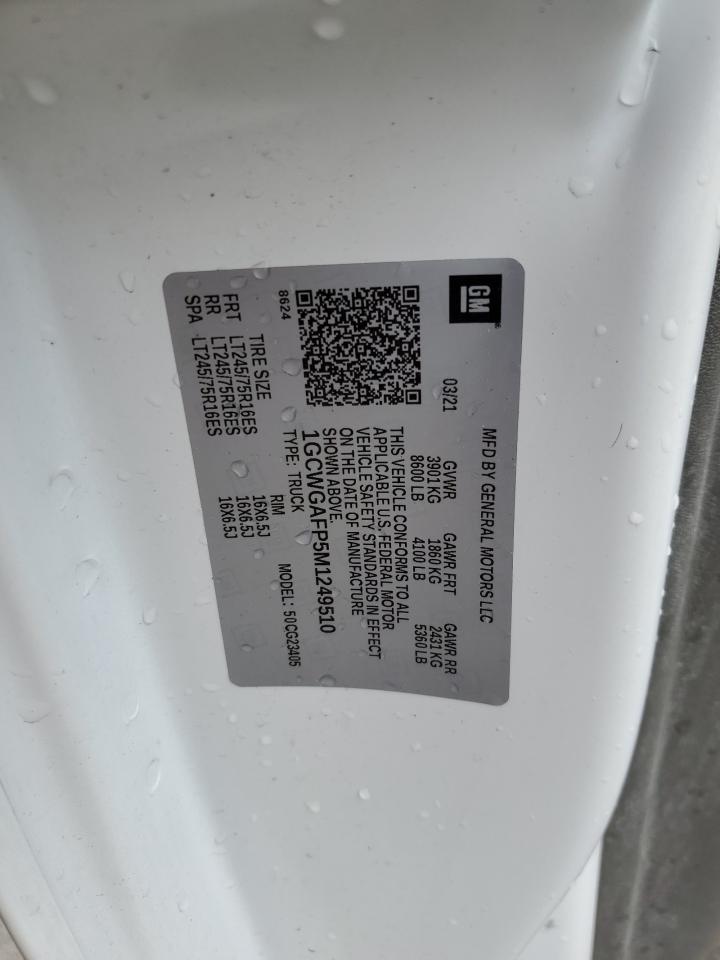 GM
MFD BY GENERAL MOTORS LLC
03/21 GVWR GAWR FRT GAWR RR
3901 KG 1860 KG 2431 KG
8600 LB 4100 LB 5360 LB
THIS VEHICLE CONFORMS TO ALL
APPLICABLE U.S. FEDERAL MOTOR
VEHICLE SAFETY STANDARDS IN EFFECT
ON THE DATE OF MANUFACTURE
SHOWN ABOVE.
1GCWGAFP5M1249510
8624 TYPE: TRUCK MODEL: 50CG23405
TIRE SIZE RIM
FRT LT245/75R16ES 16X6.5J
RR LT245/75R16ES 16X6.5J
SPA LT245/75R16ES 16X6.5J